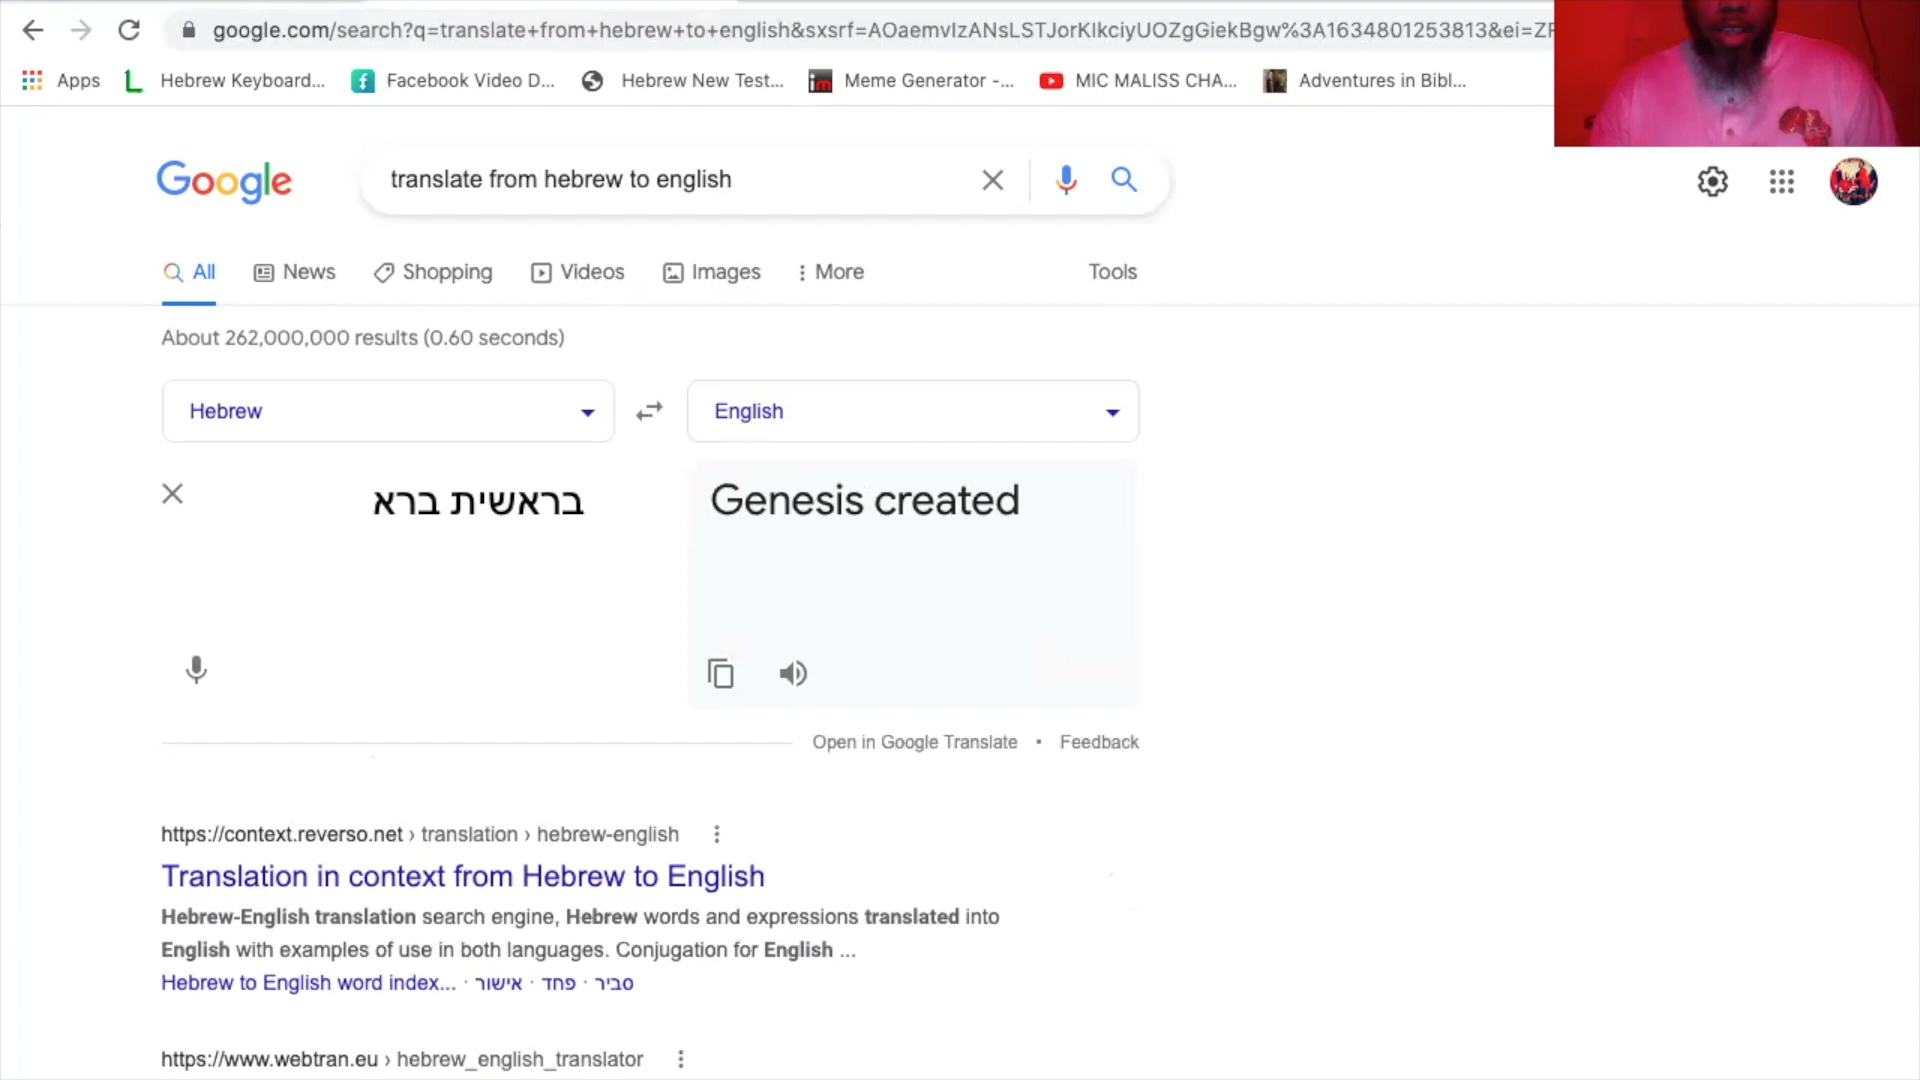 google.com/search?q=translate+from+hebrew+to+english&sxsrf=AOaemvIzANsLSTJorKIkciyUOZgGiekBgw%3A1634801253813&ei=ZF
Apps Hebrew Keyboard... Facebook Video D... Hebrew New Test... Meme Generator -... MIC MALISS CHA... Adventures in Bibl...
Google translate from hebrew to english
All News Shopping Videos Images More Tools
About 262,000,000 results (0.60 seconds)
Hebrew English
בראשית ברא
Genesis created
Open in Google Translate • Feedback
https://context.reverso.net › translation › hebrew-english
Translation in context from Hebrew to English
Hebrew-English translation search engine, Hebrew words and expressions translated into
English with examples of use in both languages. Conjugation for English ...
Hebrew to English word index... · אישור · פחד · סביר
https://www.webtran.eu › hebrew_english_translator